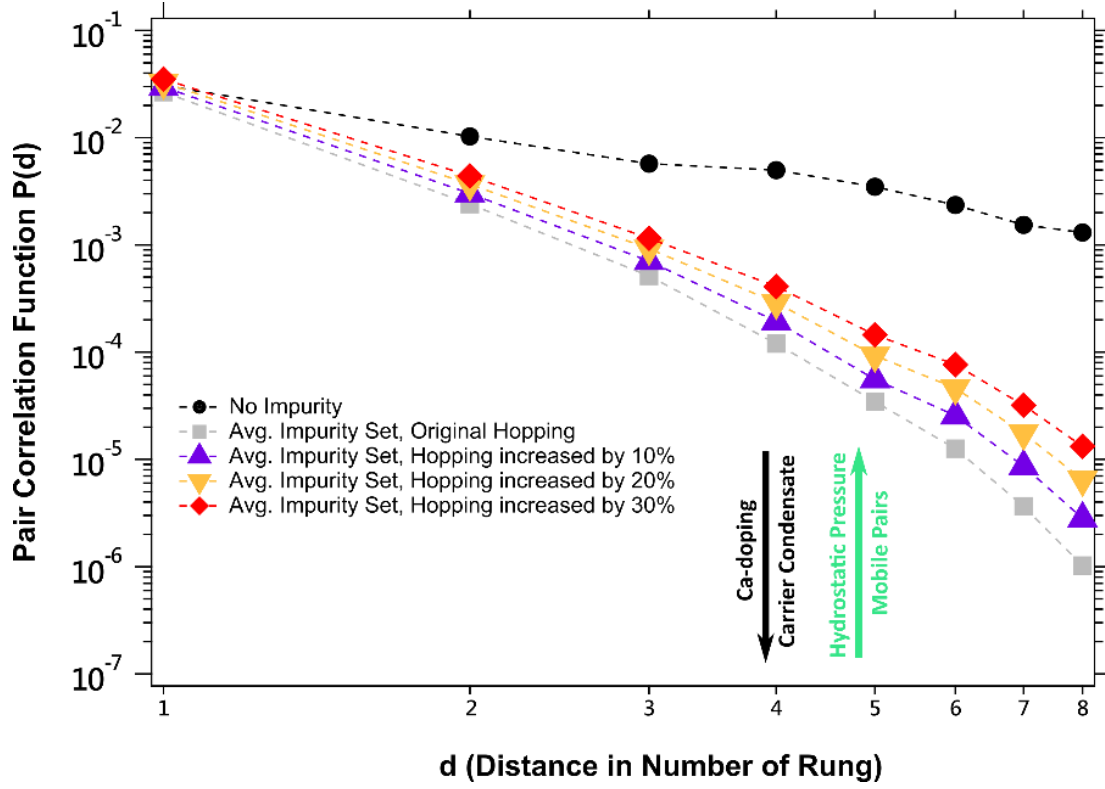 Pair Correlation Function P(d)
10^-1
10^-2
10^-3
10^-4
10^-5
10^-6
10^-7
No Impurity
Avg. Impurity Set, Original Hopping
Avg. Impurity Set, Hopping increased by 10%
Avg. Impurity Set, Hopping increased by 20%
Avg. Impurity Set, Hopping increased by 30%
Ca-doping
Carrier Condensate
Hydrostatic Pressure
Mobile Pairs
1 2 3 4 5 6 7 8
d (Distance in Number of Rung)